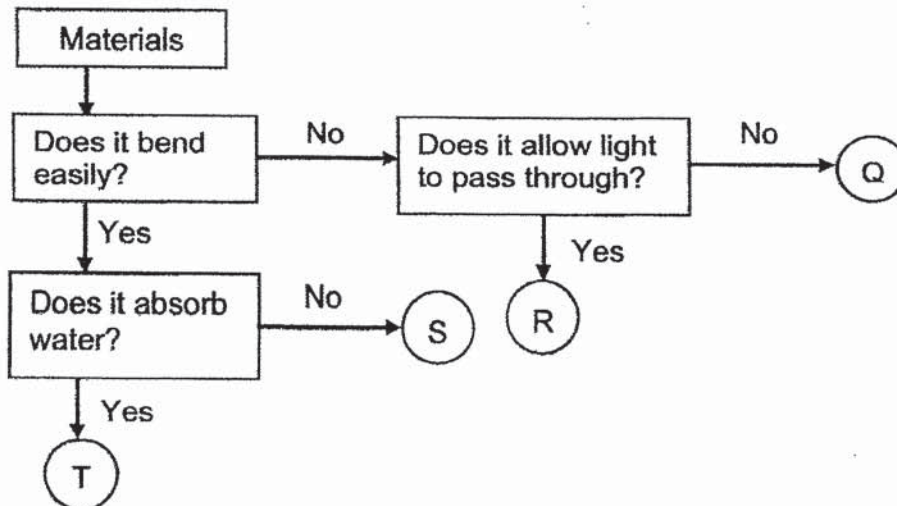 Materials
Does it bend
easily?
No
Does it allow light
to pass through?
No
Q
Yes
Yes
Does it absorb
water?
No
S
R
Yes
T